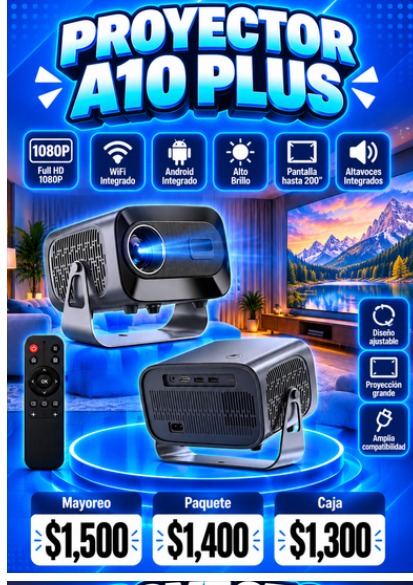 PROYECTOR
A10 PLUS
1080P
Full HD
1080P
WiFi
Integrado
Android
Integrado
Alto
Brillo
Pantalla
hasta 200"
Altavoces
Integrados
Diseño
ajustable
Proyección
grande
Amplia
compatibilidad
OK
Mayoreo
$1,500
Paquete
$1,400
Caja
$1,300